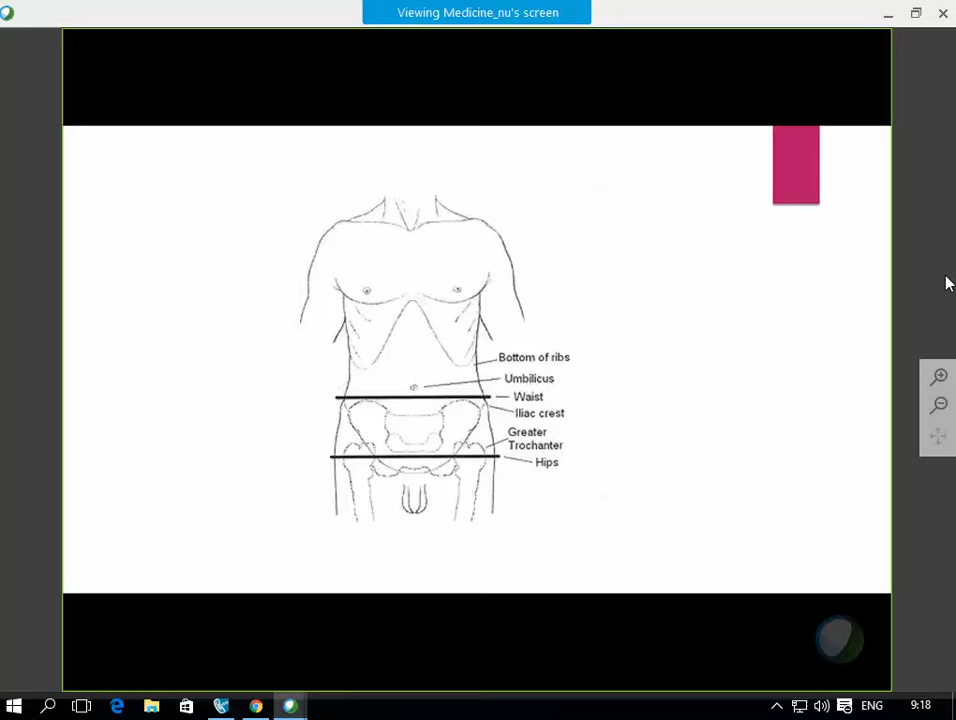 Viewing Medicine_nu's screen
Bottom of ribs
Umbilicus
Waist
Iliac crest
Greater
Trochanter
Hips
ENG
9:18